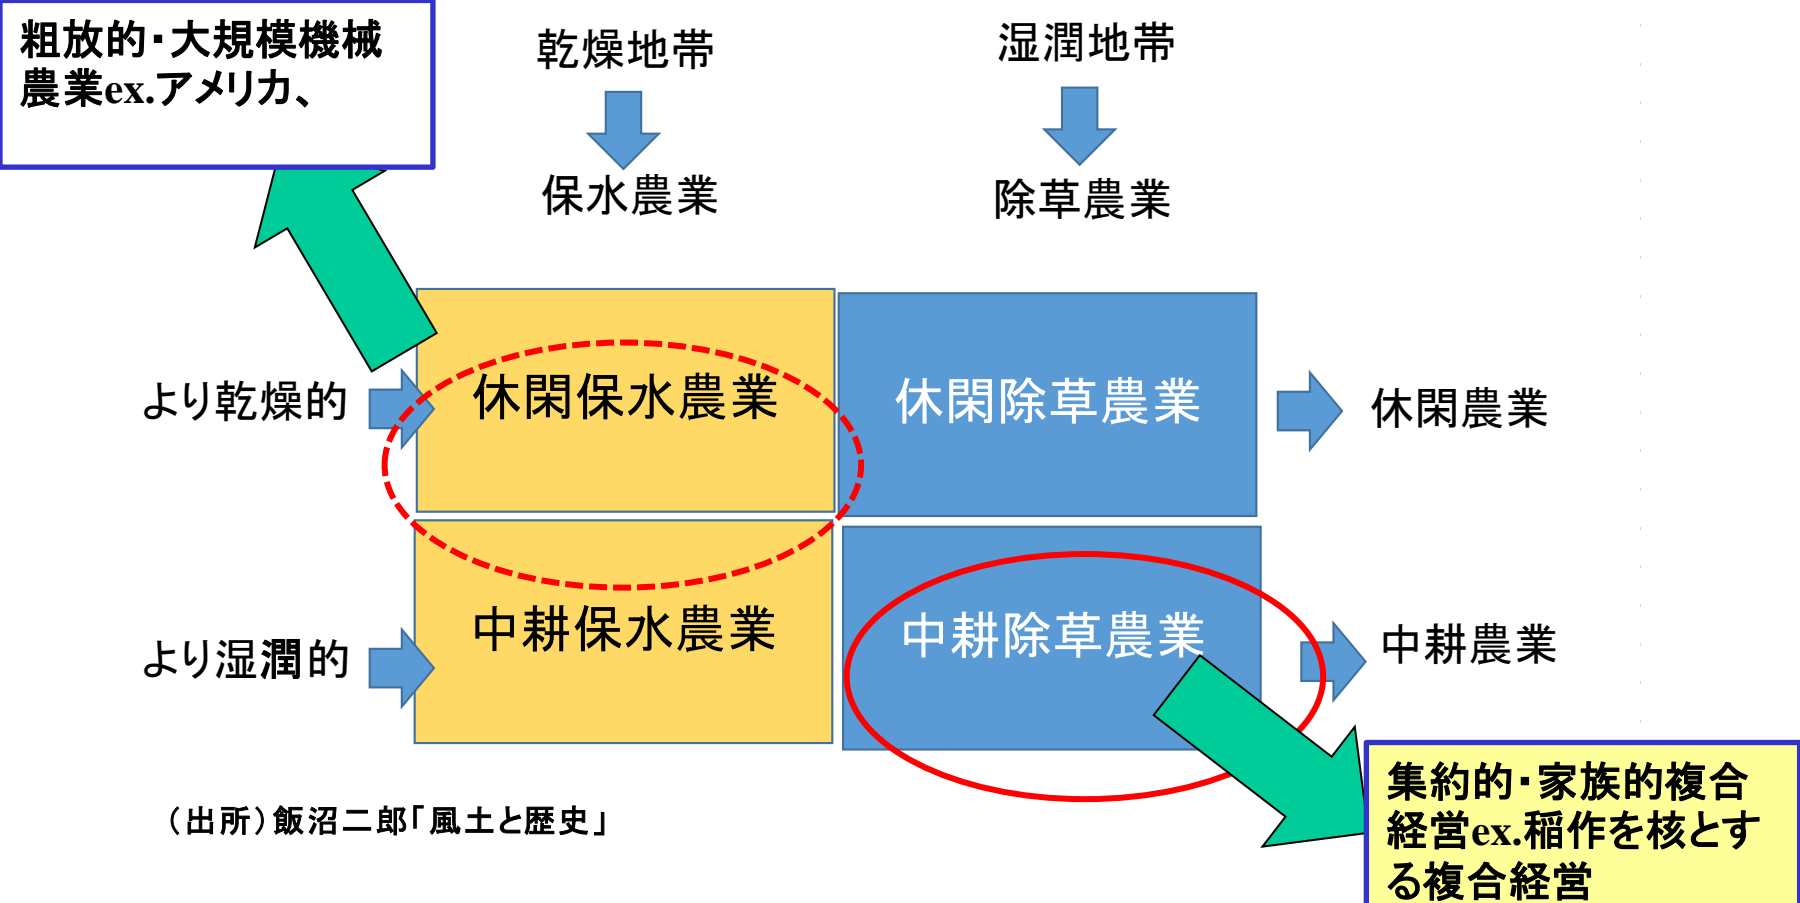 粗放的・大規模機械
農業ex.アメリカ、
乾燥地帯
湿潤地帯
保水農業
除草農業
より乾燥的
休閑保水農業
休閑除草農業
休閑農業
より湿潤的
中耕保水農業
中耕除草農業
中耕農業
（出所）飯沼二郎「風土と歴史」
集約的・家族的複合
経営ex.稲作を核とす
る複合経営